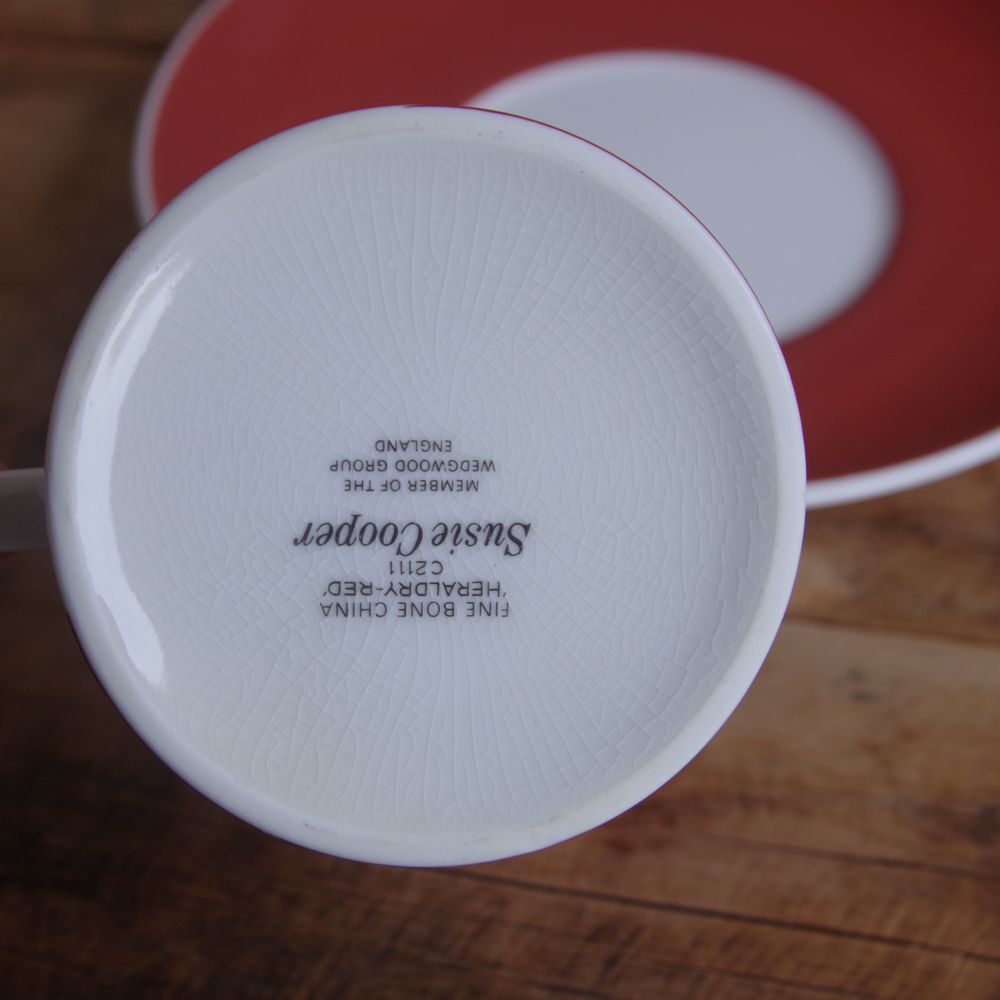 FINE BONE CHINA
'HERALDRY-RED'
C2111
Susie Cooper
MEMBER OF THE
WEDGWOOD GROUP
ENGLAND